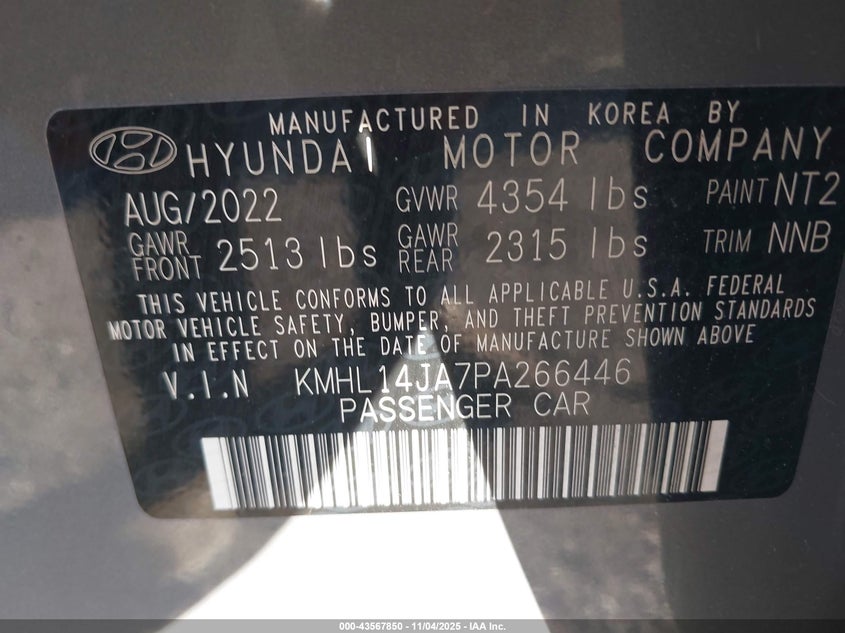 MANUFACTURED IN KOREA BY
HYUNDAI MOTOR COMPANY
AUG/2022 GVWR 4354 lbs PAINT NT2
GAWR FRONT 2513 lbs GAWR REAR 2315 lbs TRIM NNB
THIS VEHICLE CONFORMS TO ALL APPLICABLE U.S.A. FEDERAL
MOTOR VEHICLE SAFETY, BUMPER, AND THEFT PREVENTION STANDARDS
IN EFFECT ON THE DATE OF MANUFACTURE SHOWN ABOVE
V.I.N KMHL14JA7PA266446
PASSENGER CAR
000-43567850 - 11/04/2025 - IAA Inc.